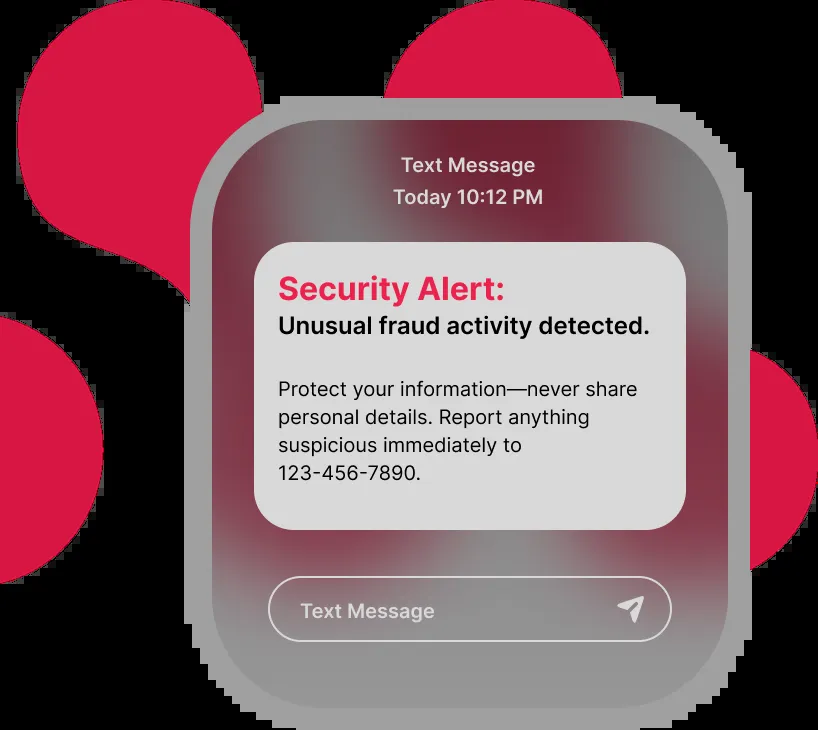 Text Message
Today 10:12 PM
Security Alert:
Unusual fraud activity detected.
Protect your information—never share
personal details. Report anything
suspicious immediately to
123-456-7890.
Text Message